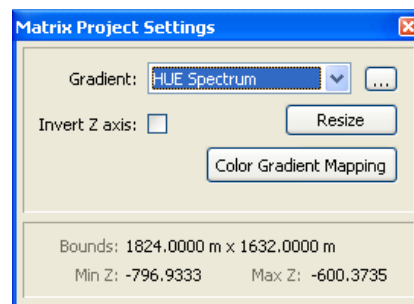 Matrix Project Settings
Gradient: HUE Spectrum ...
Invert Z axis: Resize
Color Gradient Mapping
Bounds: 1824.0000 m x 1632.0000 m
Min Z: -796.9333 Max Z: -600.3735